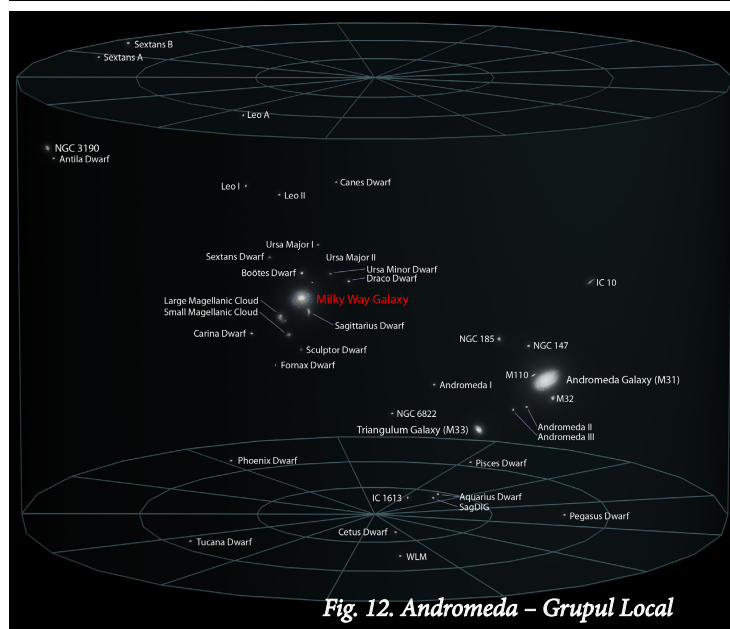 Sextans B
Sextans A
Leo A
NGC 3190
Antila Dwarf
Canes Dwarf
Leo I
Leo II
Ursa Major I
Sextans Dwarf
Ursa Major II
Boötes Dwarf
Ursa Minor Dwarf
Draco Dwarf
IC 10
Milky Way Galaxy
Large Magellanic Cloud
Small Magellanic Cloud
Sagittarius Dwarf
Carina Dwarf
NGC 185
NGC 147
Sculptor Dwarf
Fornax Dwarf
M110
Andromeda Galaxy (M31)
Andromeda I
M32
NGC 6822
Andromeda II
Triangulum Galaxy (M33)
Andromeda III
Phoenix Dwarf
Pisces Dwarf
IC 1613
Aquarius Dwarf
SagDIG
Pegasus Dwarf
Cetus Dwarf
Tucana Dwarf
WLM
Fig. 12. Andromeda – Grupul Local